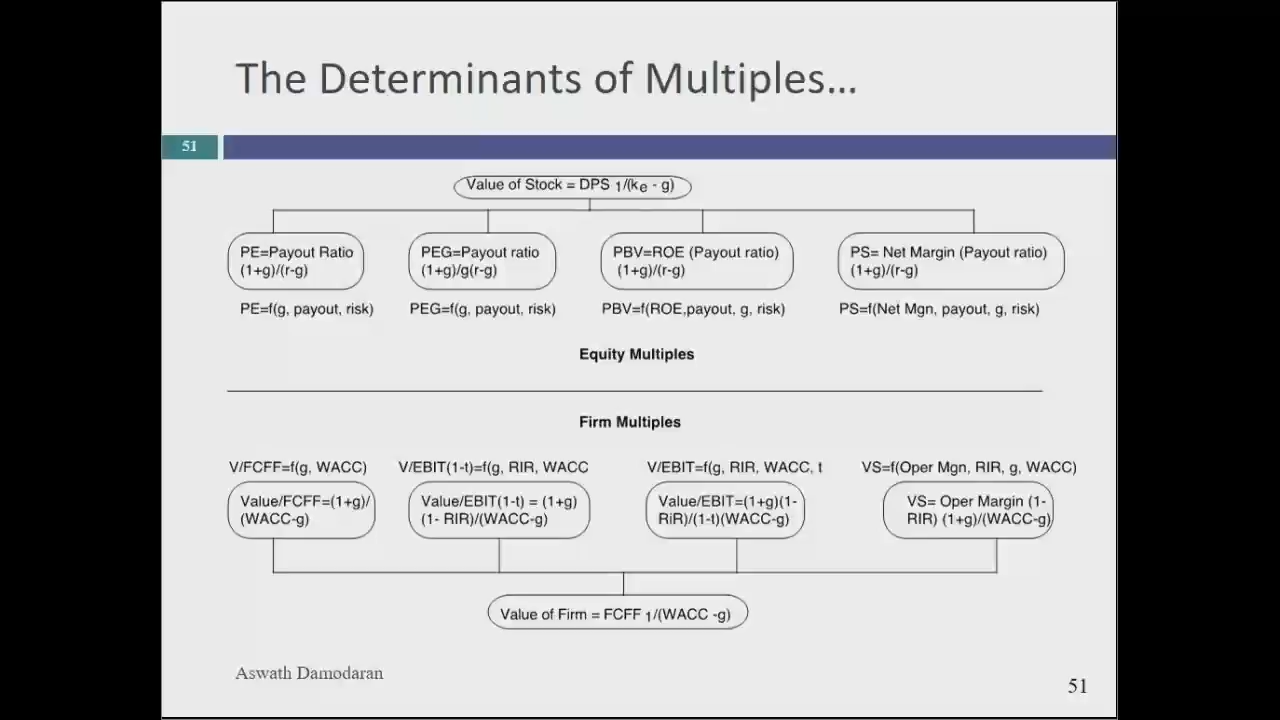 The Determinants of Multiples...
51
Value of Stock = DPS 1/(ke - g)
PE=Payout Ratio
(1+g)/(r-g)
PEG=Payout ratio
(1+g)/g(r-g)
PBV=ROE (Payout ratio)
(1+g)/(r-g)
PS= Net Margin (Payout ratio)
(1+g)/(r-g)
PE=f(g, payout, risk)
PEG=f(g, payout, risk)
PBV=f(ROE,payout, g, risk)
PS=f(Net Mgn, payout, g, risk)
Equity Multiples
Firm Multiples
V/FCFF=f(g, WACC)
V/EBIT(1-t)=f(g, RIR, WACC
V/EBIT=f(g, RIR, WACC, t
VS=f(Oper Mgn, RIR, g, WACC)
Value/FCFF=(1+g)/
(WACC-g)
Value/EBIT(1-t) = (1+g)
(1- RIR)/(WACC-g)
Value/EBIT=(1+g)(1-
RiR)/(1-t)(WACC-g)
VS= Oper Margin (1-
RIR) (1+g)/(WACC-g)
Value of Firm = FCFF 1/(WACC -g)
Aswath Damodaran
51